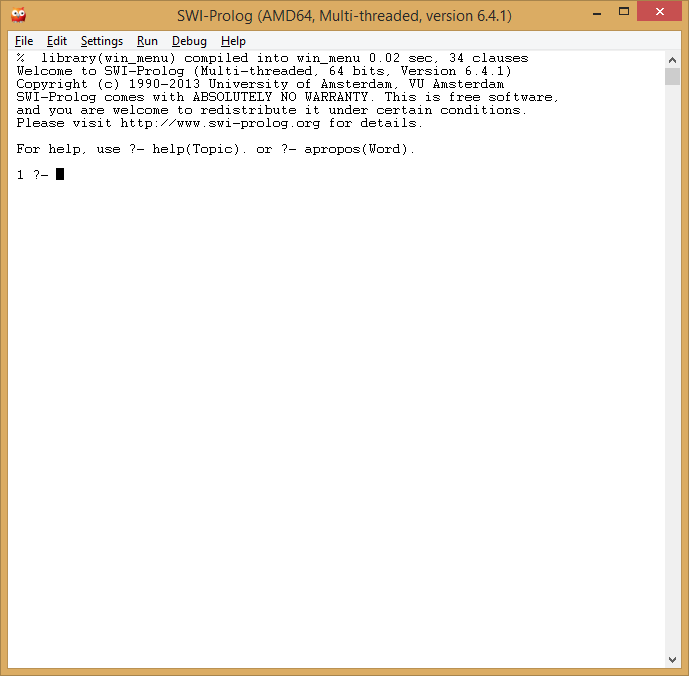 SWI-Prolog (AMD64, Multi-threaded, version 6.4.1)
File Edit Settings Run Debug Help
% library(win_menu) compiled into win_menu 0.02 sec, 34 clauses
Welcome to SWI-Prolog (Multi-threaded, 64 bits, Version 6.4.1)
Copyright (c) 1990-2013 University of Amsterdam, VU Amsterdam
SWI-Prolog comes with ABSOLUTELY NO WARRANTY. This is free software,
and you are welcome to redistribute it under certain conditions.
Please visit http://www.swi-prolog.org for details.
For help, use ?- help(Topic). or ?- apropos(Word).
1 ?-